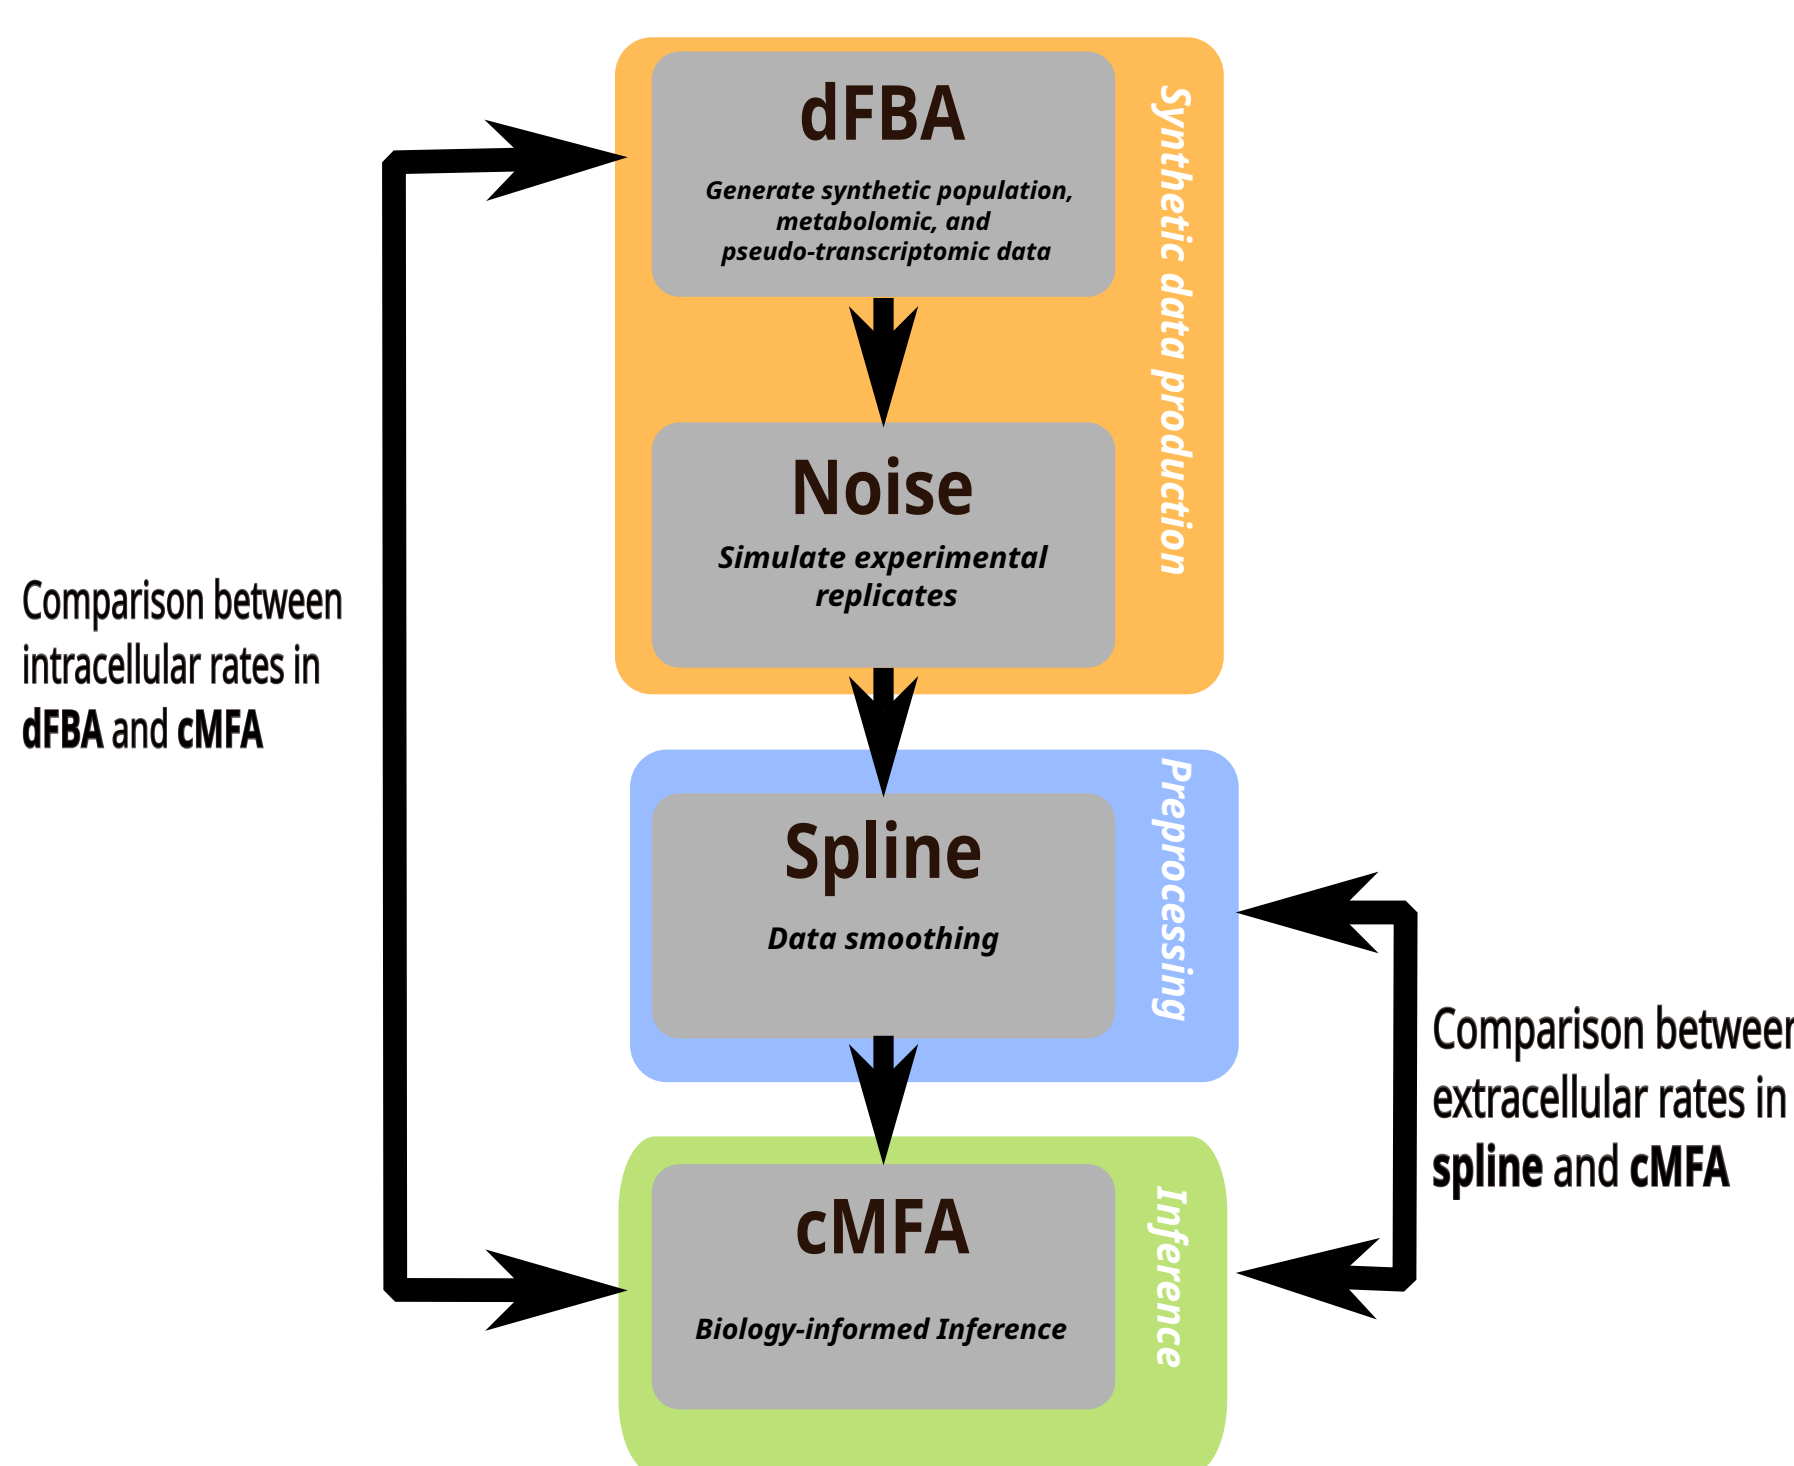 dFBA
Generate synthetic population,
metabolomic, and
pseudo-transcriptomic data
Synthetic data production
Noise
Simulate experimental
replicates
Comparison between
intracellular rates in
dFBA and cMFA
Spline
Data smoothing
Preprocessing
Comparison between
extracellular rates in
spline and cMFA
cMFA
Biology-informed Inference
Inference